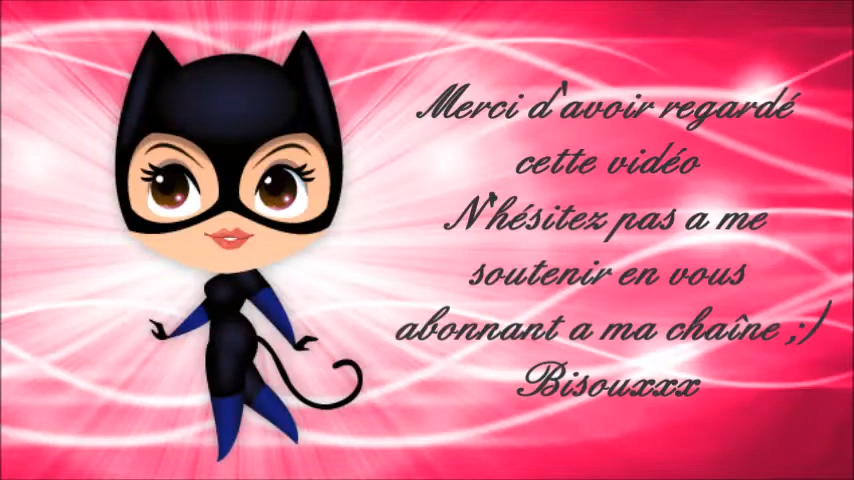 Merci d'avoir regardé
cette vidéo
N'hésitez pas a me
soutenir en vous
abonnant a ma chaîne ;)
Bisouxxx